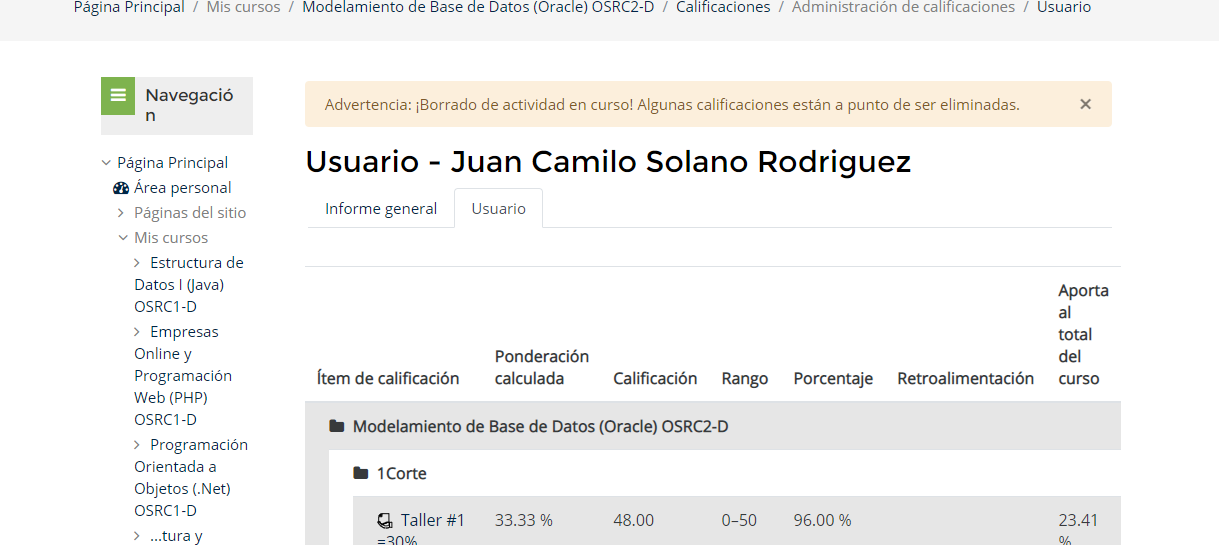 Página Principal / Mis cursos / Modelamiento de Base de Datos (Oracle) OSRC2-D / Calificaciones / Administración de calificaciones / Usuario
Navegació
n
Página Principal
Área personal
Páginas del sitio
Mis cursos
Estructura de
Datos I (Java)
OSRC1-D
Empresas
Online y
Programación
Web (PHP)
OSRC1-D
Programación
Orientada a
Objetos (.Net)
OSRC1-D
...tura y
Advertencia: ¡Borrado de actividad en curso! Algunas calificaciones están a punto de ser eliminadas. ×
Usuario - Juan Camilo Solano Rodriguez
Informe general Usuario
Ítem de calificación
Ponderación
calculada
Calificación
Rango
Porcentaje
Retroalimentación
Aporta
al
total
del
curso
Modelamiento de Base de Datos (Oracle) OSRC2-D
1Corte
Taller #1 33.33 % 48.00 0–50 96.00 % 23.41
=30% %